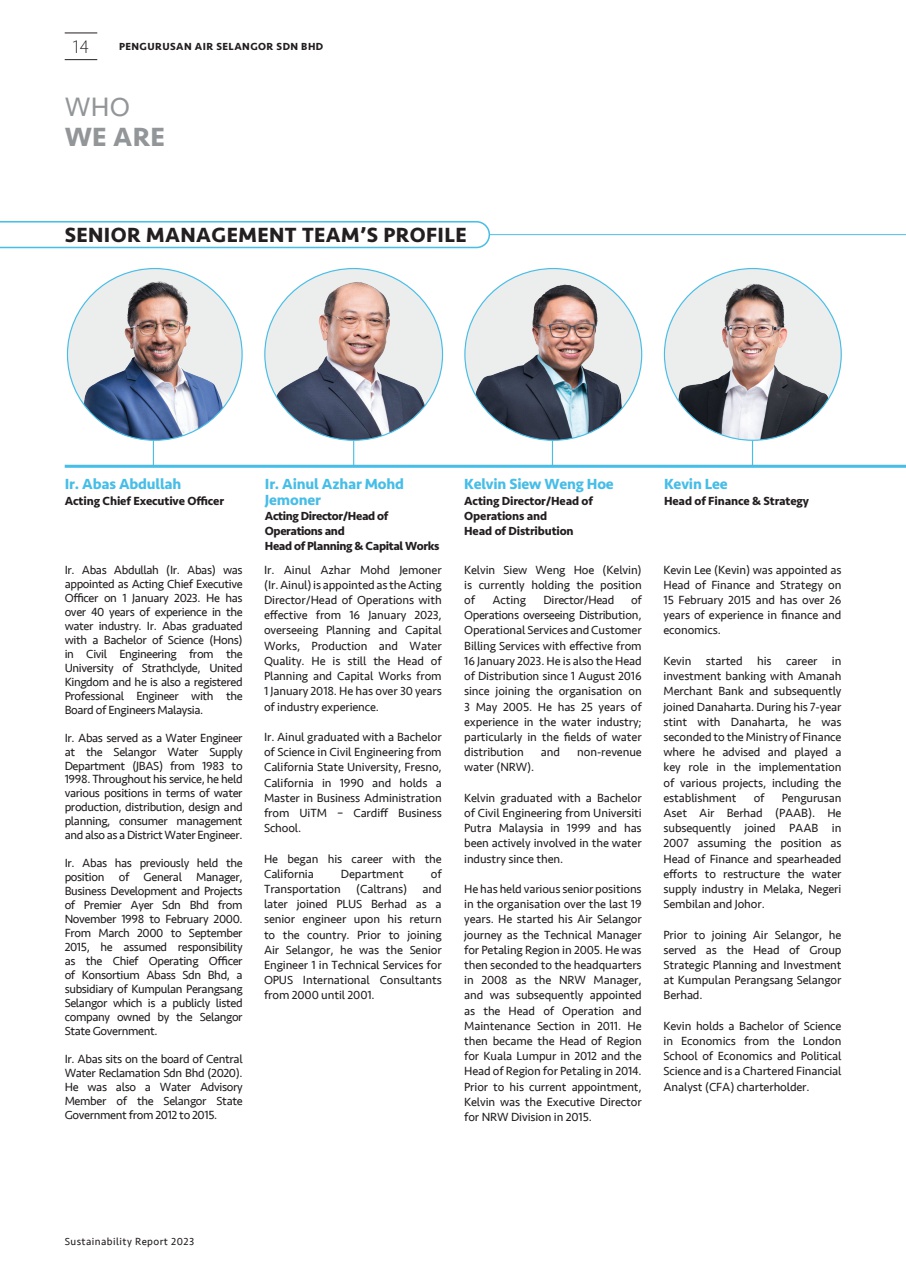 14
PENGURUSAN AIR SELANGOR SDN BHD
WHO
WE ARE
SENIOR MANAGEMENT TEAM'S PROFILE
Ir. Abas Abdullah
Acting Chief Executive Officer
Ir. Abas Abdullah (Ir. Abas) was
appointed as Acting Chief Executive
Officer on 1 January 2023. He has
over 40 years of experience in the
water industry. Ir. Abas graduated
with a Bachelor of Science (Hons)
in Civil Engineering from the
University of Strathclyde, United
Kingdom and he is also a registered
Professional Engineer with the
Board of Engineers Malaysia.
Ir. Abas served as a Water Engineer
at the Selangor Water Supply
Department (JBAS) from 1983 to
1998. Throughout his service, he held
various positions in terms of water
production, distribution, design and
planning, consumer management
and also as a District Water Engineer.
Ir. Abas has previously held the
position of General Manager,
Business Development and Projects
of Premier Ayer Sdn Bhd from
November 1998 to February 2000.
From March 2000 to September
2015, he assumed responsibility
as the Chief Operating Officer
of Konsortium Abass Sdn Bhd, a
subsidiary of Kumpulan Perangsang
Selangor which is a publicly listed
company owned by the Selangor
State Government.
Ir. Abas sits on the board of Central
Water Reclamation Sdn Bhd (2020).
He was also a Water Advisory
Member of the Selangor State
Government from 2012 to 2015.
Ir. Ainul Azhar Mohd
Jemoner
Acting Director/Head of
Operations and
Head of Planning & Capital Works
Ir. Ainul Azhar Mohd Jemoner
(Ir. Ainul) is appointed as the Acting
Director/Head of Operations with
effective from 16 January 2023,
overseeing Planning and Capital
Works, Production and Water
Quality. He is still the Head of
Planning and Capital Works from
1 January 2018. He has over 30 years
of industry experience.
Ir. Ainul graduated with a Bachelor
of Science in Civil Engineering from
California State University, Fresno,
California in 1990 and holds a
Master in Business Administration
from UiTM – Cardiff Business
School.
He began his career with the
California Department of
Transportation (Caltrans) and
later joined PLUS Berhad as a
senior engineer upon his return
to the country. Prior to joining
Air Selangor, he was the Senior
Engineer 1 in Technical Services for
OPUS International Consultants
from 2000 until 2001.
Kelvin Siew Weng Hoe
Acting Director/Head of
Operations and
Head of Distribution
Kelvin Siew Weng Hoe (Kelvin)
is currently holding the position
of Acting Director/Head of
Operations overseeing Distribution,
Operational Services and Customer
Billing Services with effective from
16 January 2023. He is also the Head
of Distribution since 1 August 2016
since joining the organisation on
3 May 2005. He has 25 years of
experience in the water industry;
particularly in the fields of water
distribution and non-revenue
water (NRW).
Kelvin graduated with a Bachelor
of Civil Engineering from Universiti
Putra Malaysia in 1999 and has
been actively involved in the water
industry since then.
He has held various senior positions
in the organisation over the last 19
years. He started his Air Selangor
journey as the Technical Manager
for Petaling Region in 2005. He was
then seconded to the headquarters
in 2008 as the NRW Manager,
and was subsequently appointed
as the Head of Operation and
Maintenance Section in 2011. He
then became the Head of Region
for Kuala Lumpur in 2012 and the
Head of Region for Petaling in 2014.
Prior to his current appointment,
Kelvin was the Executive Director
for NRW Division in 2015.
Kevin Lee
Head of Finance & Strategy
Kevin Lee (Kevin) was appointed as
Head of Finance and Strategy on
15 February 2015 and has over 26
years of experience in finance and
economics.
Kevin started his career in
investment banking with Amanah
Merchant Bank and subsequently
joined Danaharta. During his 7-year
stint with Danaharta, he was
seconded to the Ministry of Finance
where he advised and played a
key role in the implementation
of various projects, including the
establishment of Pengurusan
Aset Air Berhad (PAAB). He
subsequently joined PAAB in
2007 assuming the position as
Head of Finance and spearheaded
efforts to restructure the water
supply industry in Melaka, Negeri
Sembilan and Johor.
Prior to joining Air Selangor, he
served as the Head of Group
Strategic Planning and Investment
at Kumpulan Perangsang Selangor
Berhad.
Kevin holds a Bachelor of Science
in Economics from the London
School of Economics and Political
Science and is a Chartered Financial
Analyst (CFA) charterholder.
Sustainability Report 2023